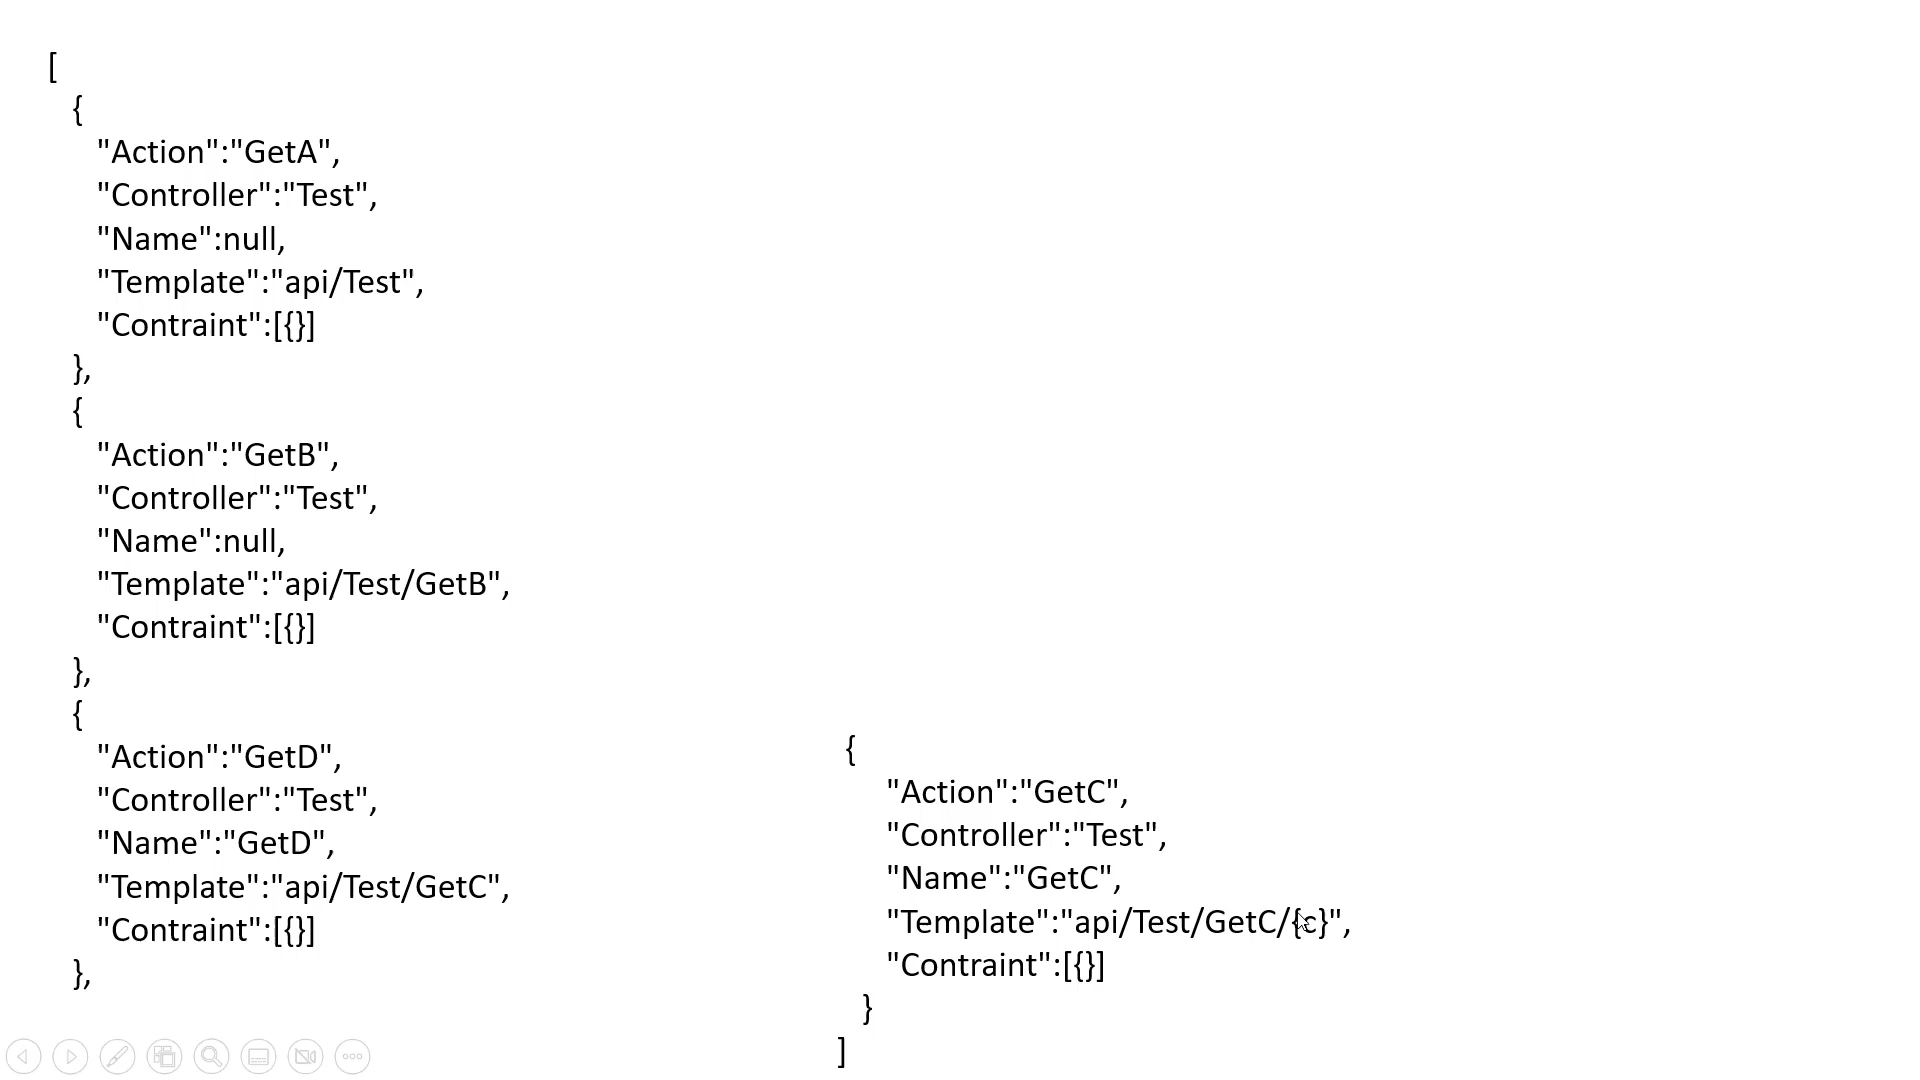 [
{
"Action":"GetA",
"Controller":"Test",
"Name":null,
"Template":"api/Test",
"Contraint":[{}]
},
{
"Action":"GetB",
"Controller":"Test",
"Name":null,
"Template":"api/Test/GetB",
"Contraint":[{}]
},
{
"Action":"GetD",
"Controller":"Test",
"Name":"GetD",
"Template":"api/Test/GetC",
"Contraint":[{}]
},
{
"Action":"GetC",
"Controller":"Test",
"Name":"GetC",
"Template":"api/Test/GetC/{c}",
"Contraint":[{}]
}
]